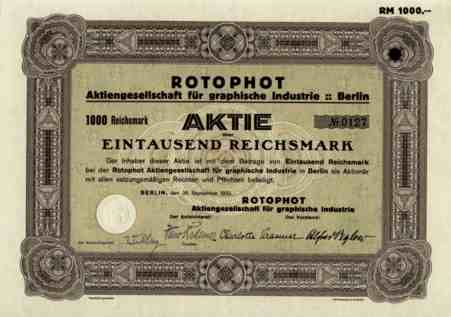 RM 1000,--
ROTOPHOT
Aktiengesellschaft für graphische Industrie :: Berlin
1000 Reichsmark
AKTIE
№ 0127
über
EINTAUSEND REICHSMARK
Der Inhaber dieser Aktie ist mit dem Betrage von Eintausend Reichsmark
bei der Rotophot Aktiengesellschaft für graphische Industrie in Berlin als Aktionär
mit allen satzungsmäßigen Rechten und Pflichten beteiligt.
BERLIN, den September
ROTOPHOT
Aktiengesellschaft für graphische Industrie
Der Aufsichtsrat:
Der Vorstand: